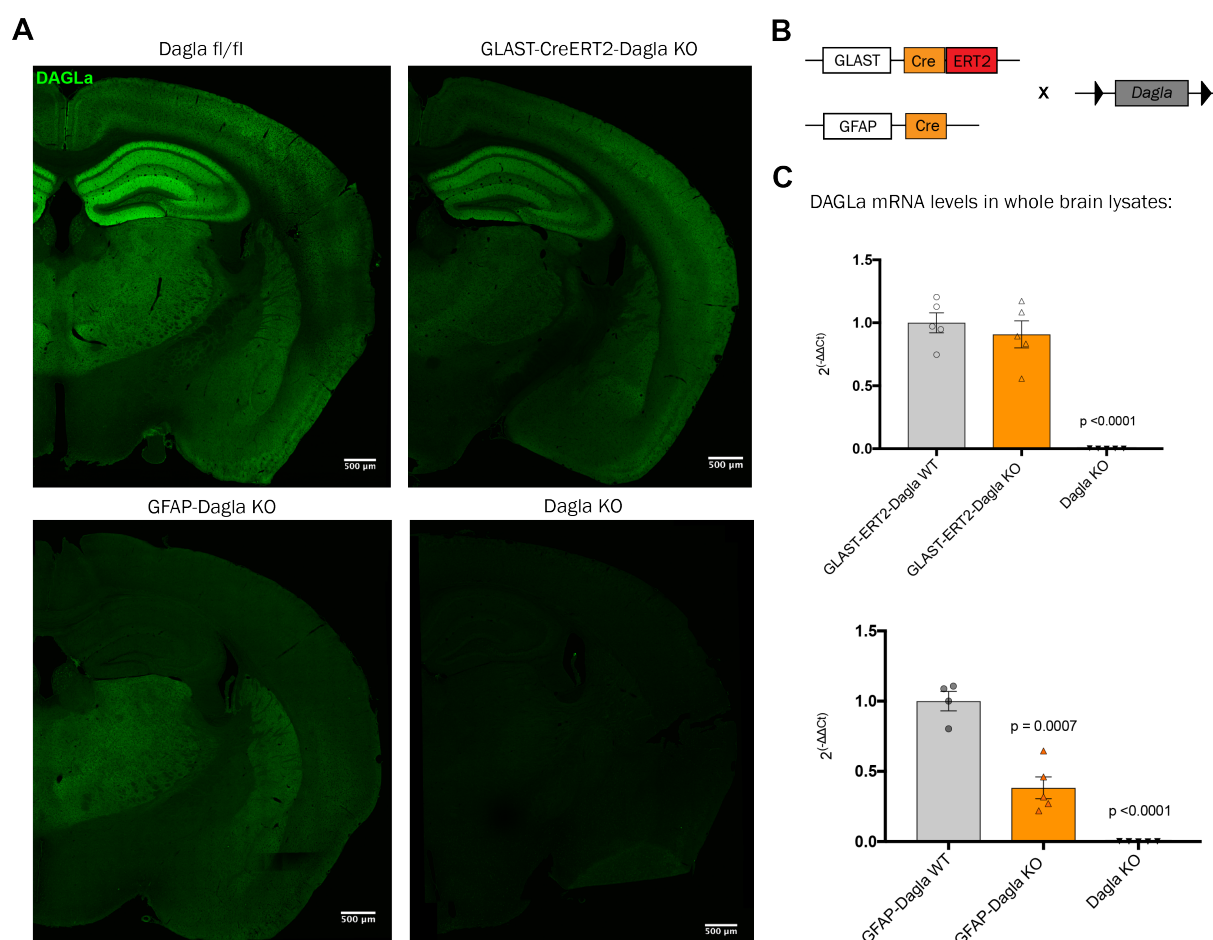 A
Dagla fl/fl
GLAST-CreERT2-Dagla KO
DAGLa
500 µm
500 µm
GFAP-Dagla KO
Dagla KO
500 µm
500 µm
B
GLAST
Cre
ERT2
x
Dagla
GFAP
Cre
C
DAGLa mRNA levels in whole brain lysates:
1.5
1.0
0.5
0.0
2(-ΔΔCt)
p <0.0001
GLAST-ERT2-Dagla WT
GLAST-ERT2-Dagla KO
Dagla KO
1.5
1.0
0.5
0.0
2(-ΔΔCt)
p = 0.0007
p <0.0001
GFAP-Dagla WT
GFAP-Dagla KO
Dagla KO